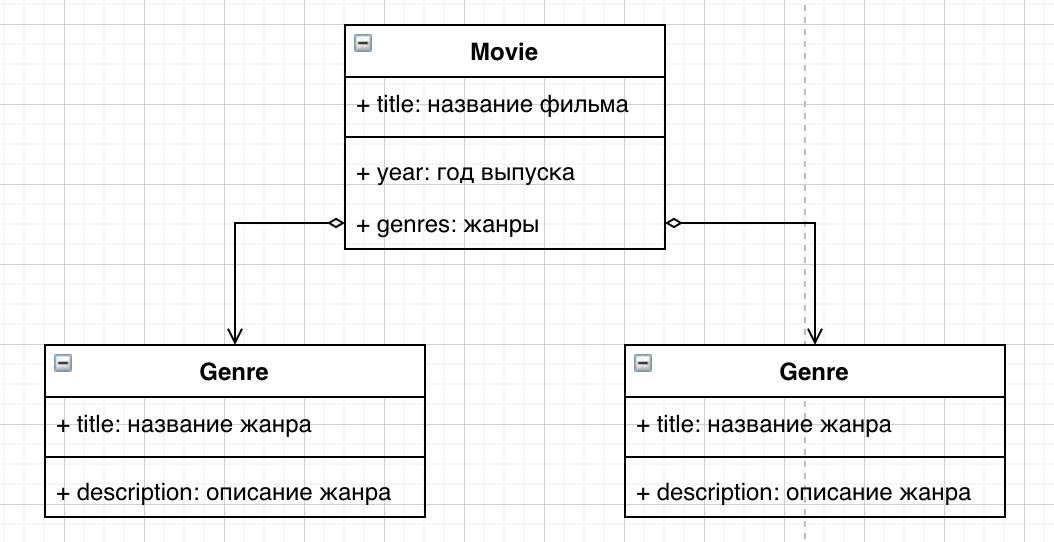 Movie
+ title: название фильма
+ year: год выпуска
+ genres: жанры
Genre
+ title: название жанра
+ description: описание жанра
Genre
+ title: название жанра
+ description: описание жанра